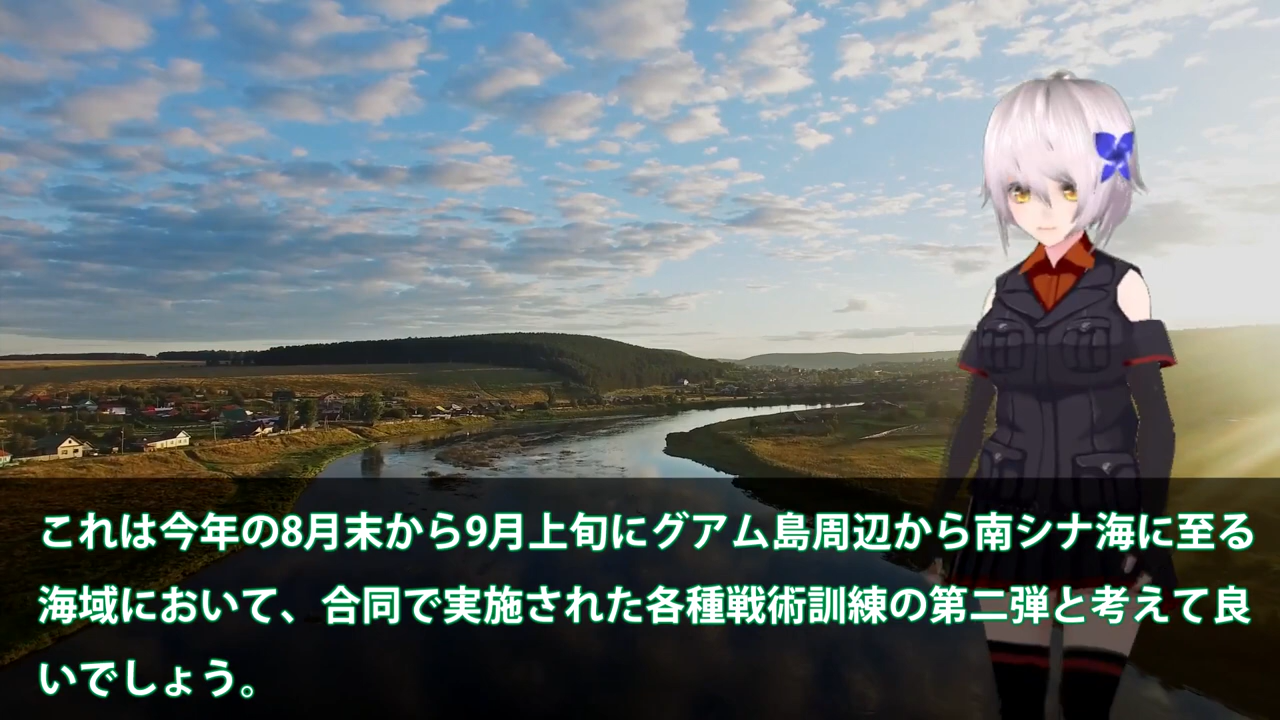 これは今年の8月末から9月上旬にグアム島周辺から南シナ海に至る
海域において、合同で実施された各種戦術訓練の第二弾と考えて良
いでしょう。